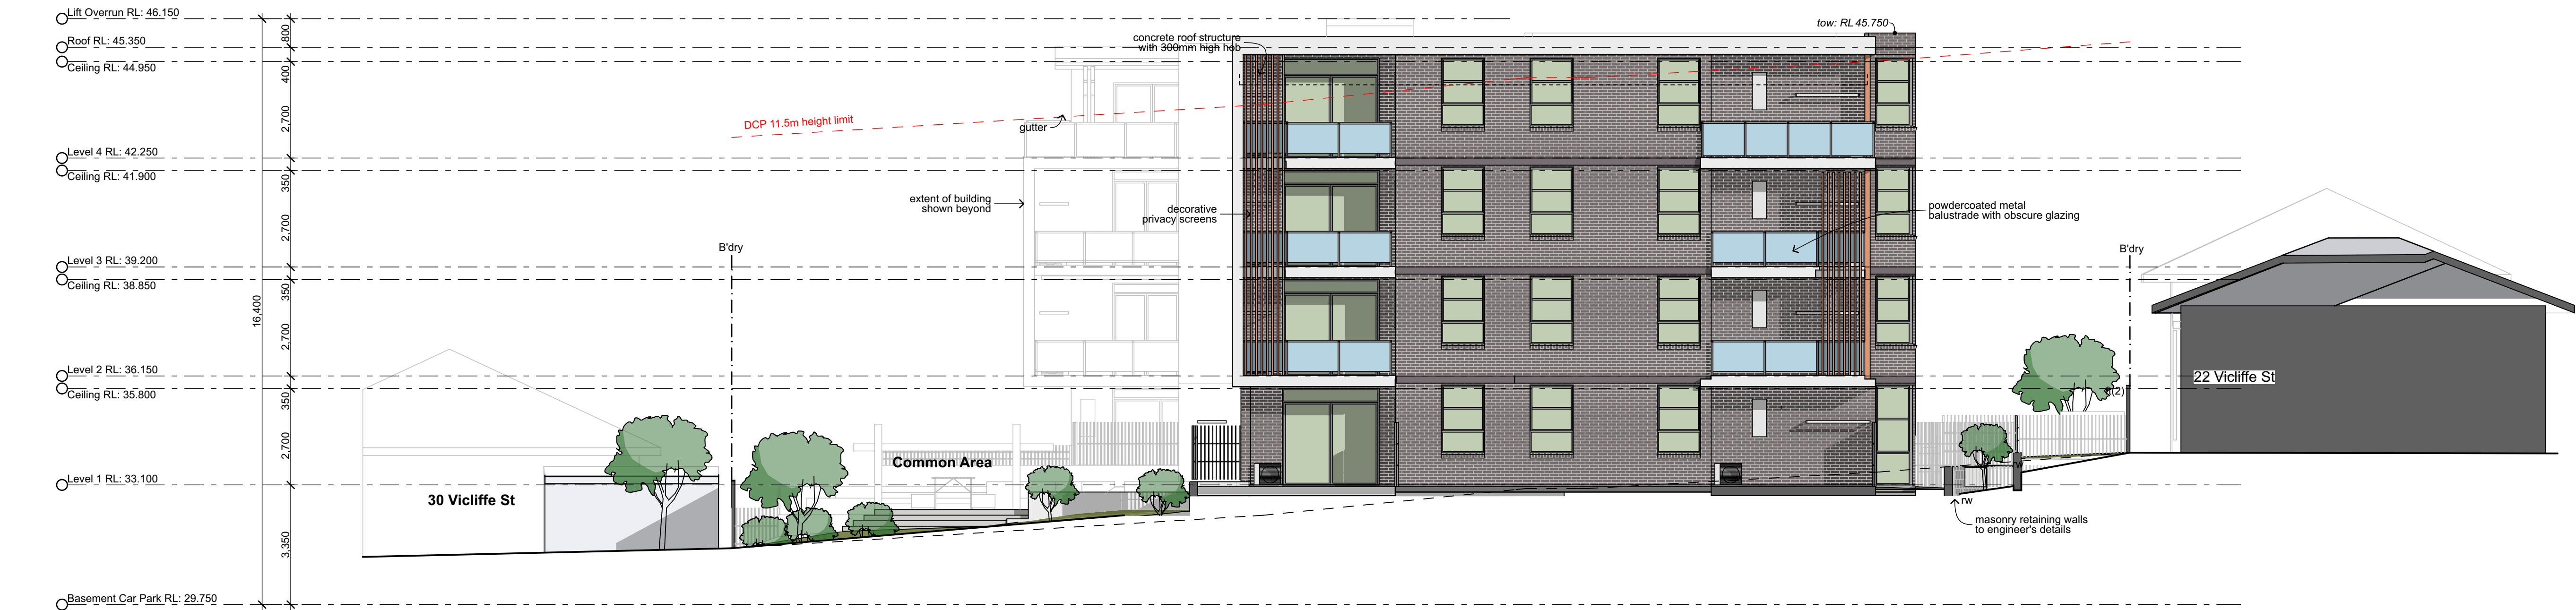 Lift Overrun RL: 46.150
Roof RL: 45.350
Ceiling RL: 44.950
Level 4 RL: 42.250
Ceiling RL: 41.900
Level 3 RL: 39.200
Ceiling RL: 38.850
Level 2 RL: 36.150
Ceiling RL: 35.800
Level 1 RL: 33.100
Basement Car Park RL: 29.750
16,400
800
400
2,700
350
2,700
350
2,700
350
2,700
3,350
DCP 11.5m height limit
concrete roof structure
with 300mm high hob
tow: RL 45.750
gutter
extent of building
shown beyond
decorative
privacy screens
powdercoated metal
balustrade with obscure glazing
B'dry
B'dry
30 Vicliffe St
Common Area
22 Vicliffe St
rw
masonry retaining walls
to engineer's details